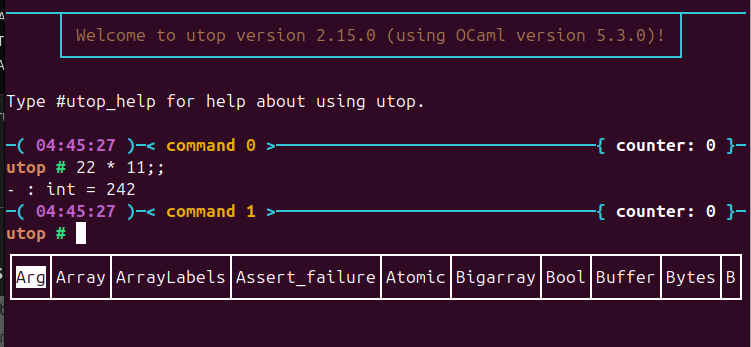 Welcome to utop version 2.15.0 (using OCaml version 5.3.0)!
Type #utop_help for help about using utop.
─( 04:45:27 )─< command 0 >─────────────{ counter: 0 }─
utop # 22 * 11;;
- : int = 242
─( 04:45:27 )─< command 1 >─────────────{ counter: 0 }─
utop #
Arg│Array│ArrayLabels│Assert_failure│Atomic│Bigarray│Bool│Buffer│Bytes│B